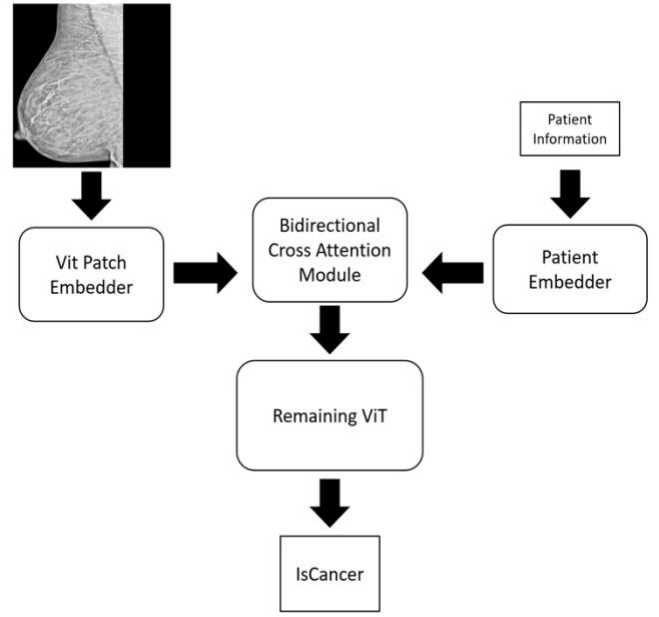 Patient
Information
Bidirectional
Cross Attention
Module
Vit Patch
Embedder
Patient
Embedder
Remaining ViT
IsCancer